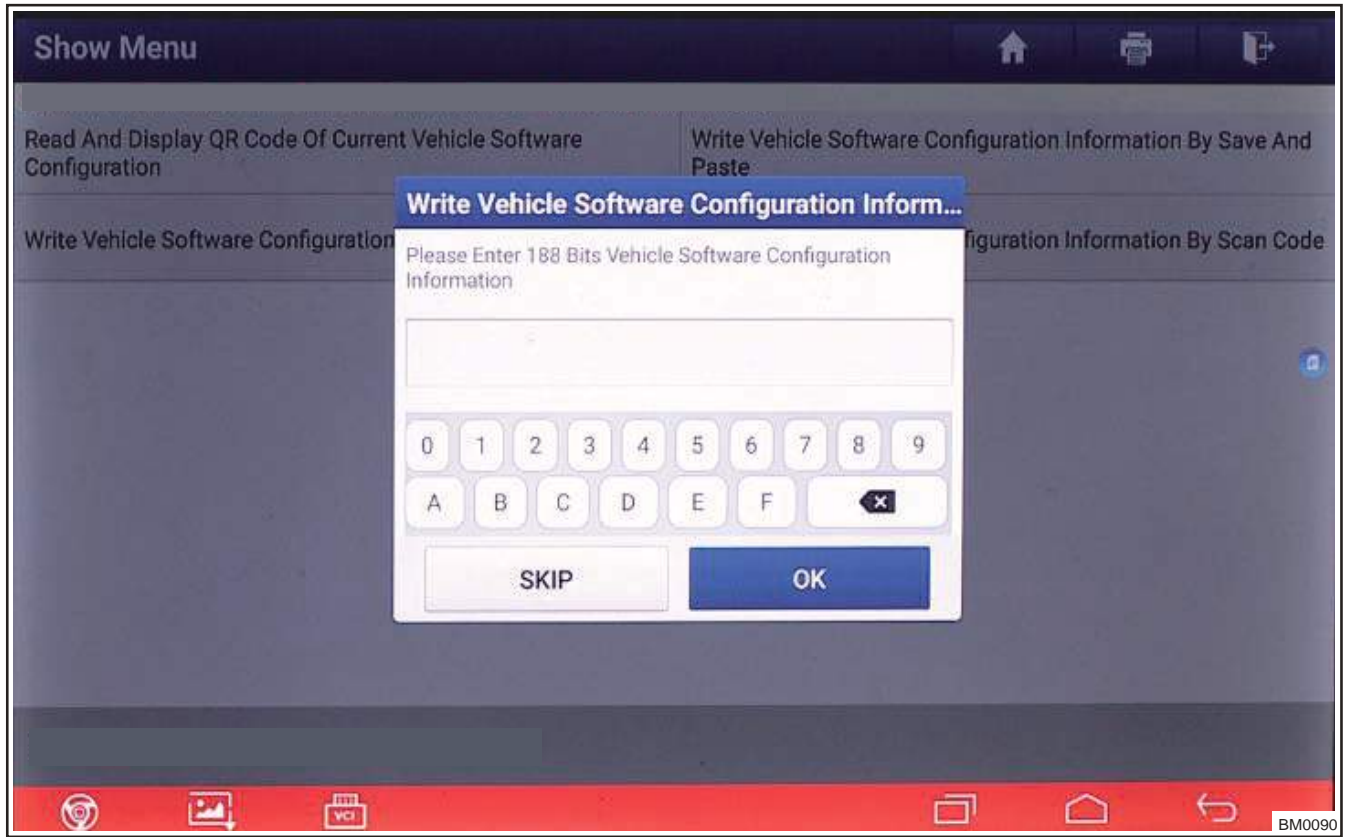 Show Menu
Read And Display QR Code Of Current Vehicle Software
Configuration
Write Vehicle Software Configuration Information By Save And
Paste
Write Vehicle Software Configuration
figuration Information By Scan Code
Write Vehicle Software Configuration Inform...
Please Enter 188 Bits Vehicle Software Configuration
Information
0 1 2 3 4 5 6 7 8 9
A B C D E F
SKIP OK
VCI
BM0090